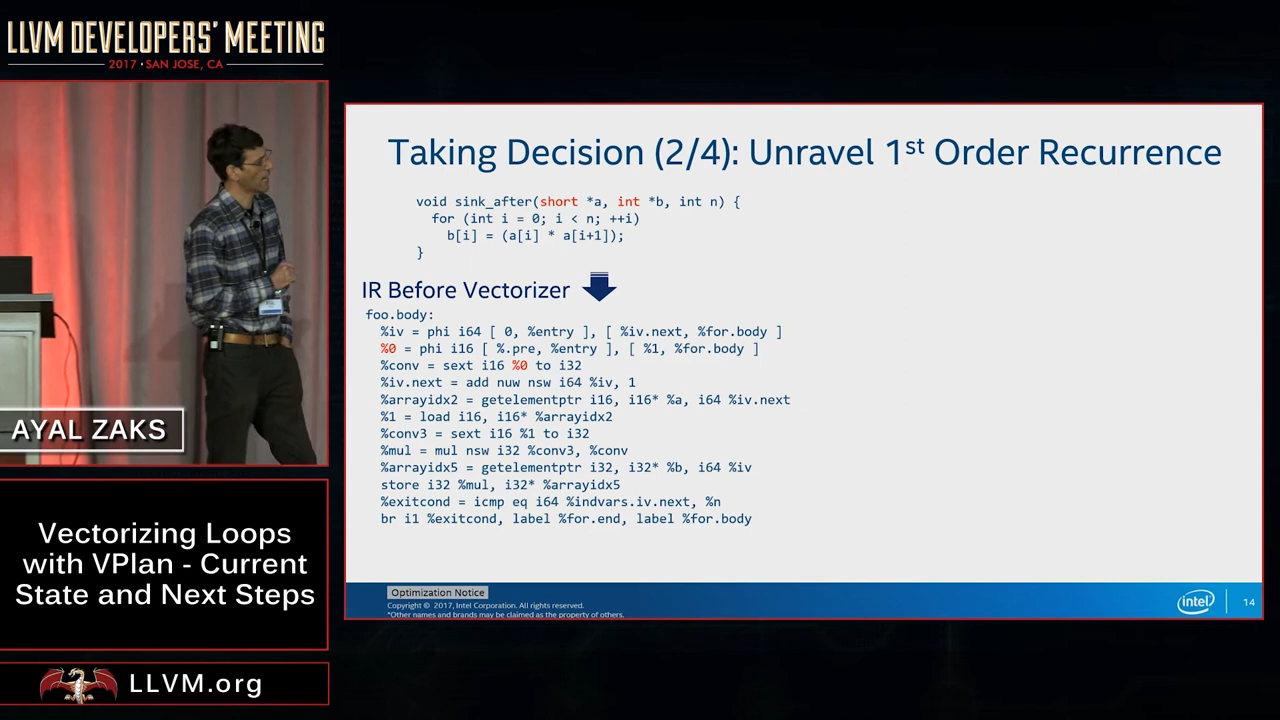 LLVM DEVELOPERS' MEETING
2017 • SAN JOSE, CA
AYAL ZAKS
Vectorizing Loops
with VPlan - Current
State and Next Steps
LLVM.org
Taking Decision (2/4): Unravel 1st Order Recurrence
void sink_after(short *a, int *b, int n) {
for (int i = 0; i < n; ++i)
b[i] = (a[i] * a[i+1]);
}
IR Before Vectorizer
foo.body:
%iv = phi i64 [ 0, %entry ], [ %iv.next, %for.body ]
%0 = phi i16 [ %.pre, %entry ], [ %1, %for.body ]
%conv = sext i16 %0 to i32
%iv.next = add nuw nsw i64 %iv, 1
%arrayidx2 = getelementptr i16, i16* %a, i64 %iv.next
%1 = load i16, i16* %arrayidx2
%conv3 = sext i16 %1 to i32
%mul = mul nsw i32 %conv3, %conv
%arrayidx5 = getelementptr i32, i32* %b, i64 %iv
store i32 %mul, i32* %arrayidx5
%exitcond = icmp eq i64 %indvars.iv.next, %n
br i1 %exitcond, label %for.end, label %for.body
Optimization Notice
Copyright © 2017, Intel Corporation. All rights reserved.
*Other names and brands may be claimed as the property of others.
intel
14